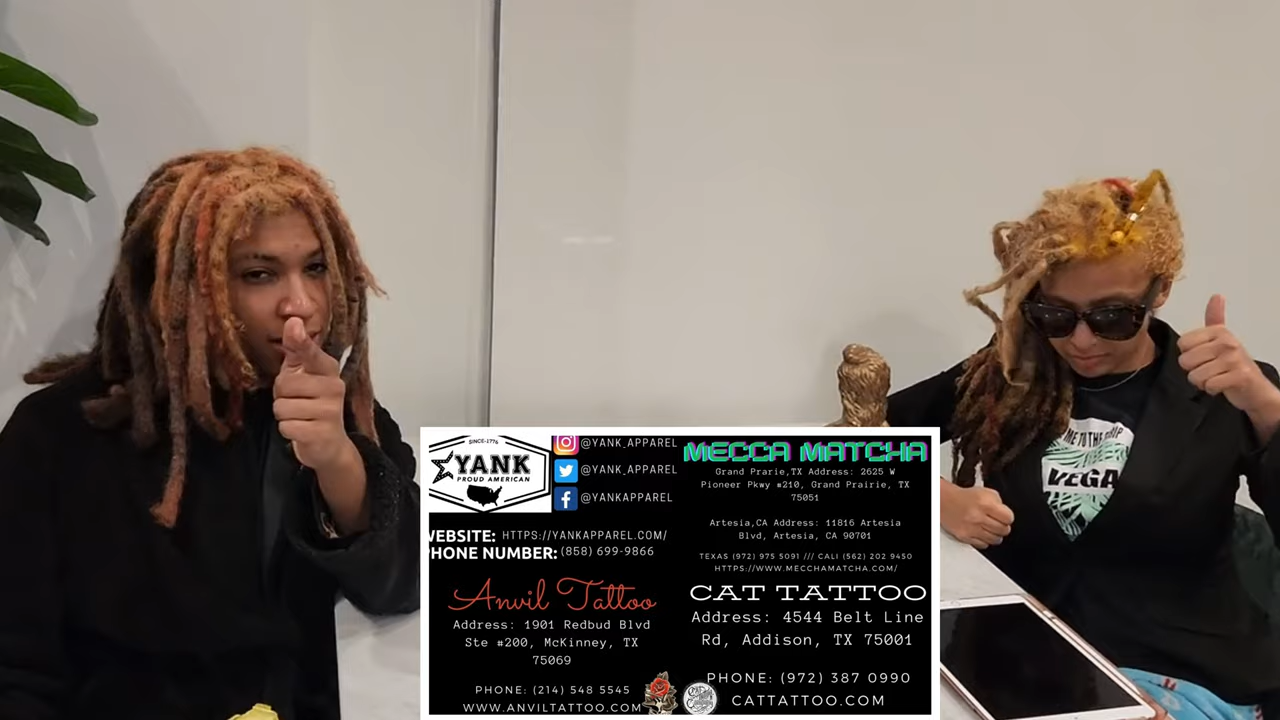 SINCE-1776
YANK
PROUD AMERICAN
@YANK_APPAREL
@YANK_APPAREL
@YANKAPPAREL
WEBSITE: HTTPS://YANKAPPAREL.COM/
PHONE NUMBER: (858) 699-9866
Anvil Tattoo
Address: 1901 Redbud Blvd
Ste #200, McKinney, TX
75069
PHONE: (214) 548 5545
WWW.ANVILTATTOO.COM
MECCA MATCHA
Grand Prarie,TX Address: 2625 W
Pioneer Pkwy #210, Grand Prairie, TX
75051
Artesia,CA Address: 11816 Artesia
Blvd, Artesia, CA 90701
TEXAS (972) 975 5091 /// CALI (562) 202 9450
HTTPS://WWW.MECCHAMATCHA.COM/
CAT TATTOO
Address: 4544 Belt Line
Rd, Addison, TX 75001
PHONE: (972) 387 0990
CATTATTOO.COM
TO THE
VEGA